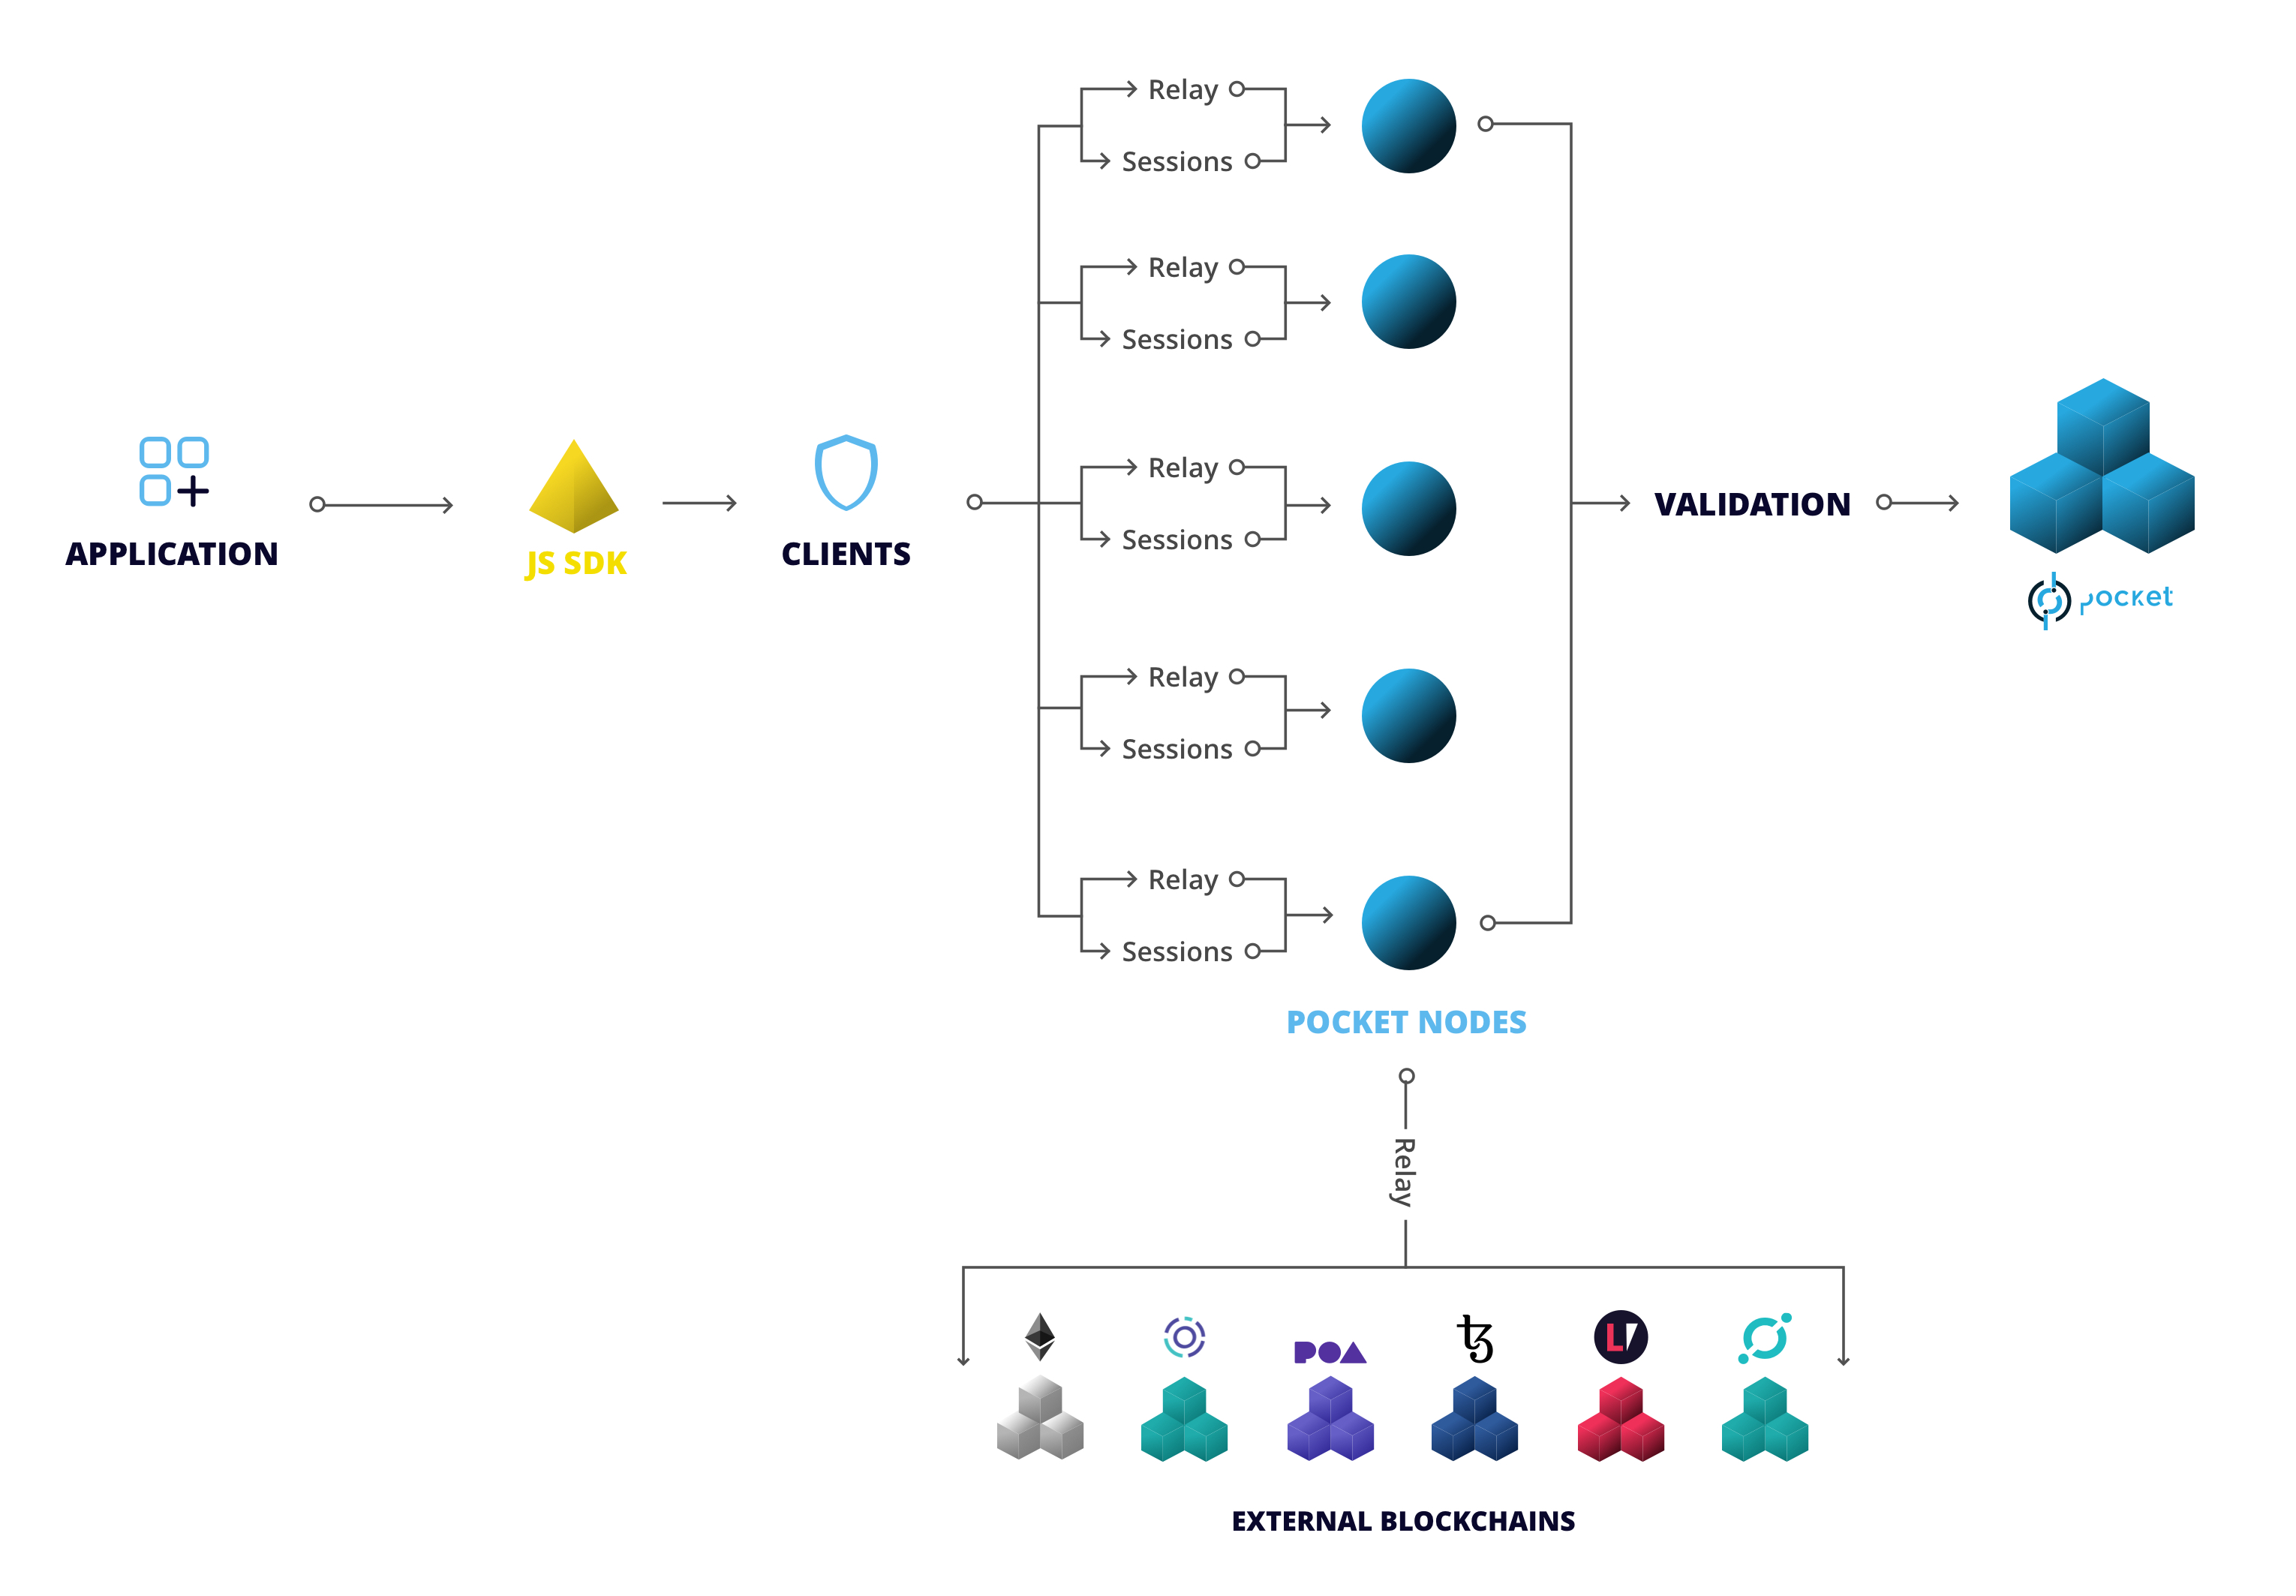 Relay
Sessions
Relay
Sessions
APPLICATION
JS SDK
CLIENTS
Relay
Sessions
VALIDATION
pocket
Relay
Sessions
Relay
Sessions
POCKET NODES
Relay
POA
EXTERNAL BLOCKCHAINS